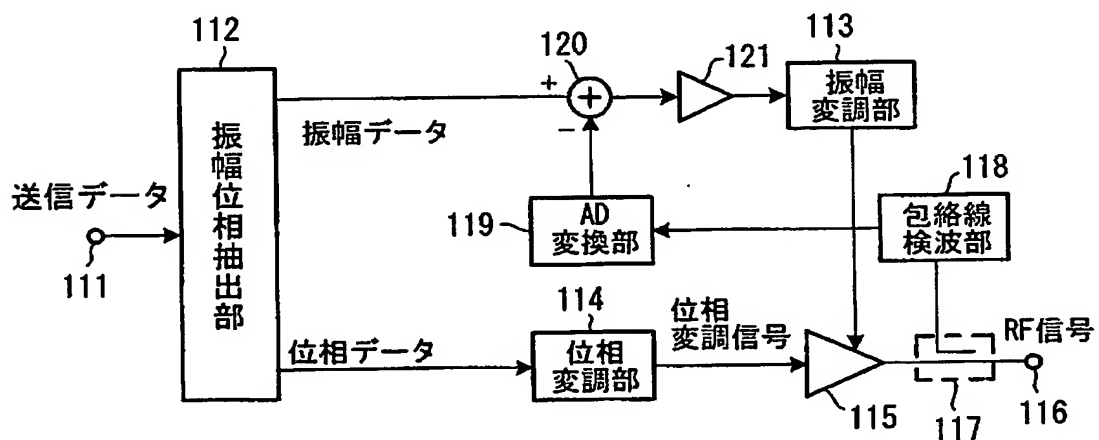 112
120
121
113
振幅
変調部
+
+
−
振幅データ
振幅位相抽出部
送信データ
111
119
AD
変換部
118
包絡線
検波部
114
位相データ
位相
変調部
位相
変調信号
RF信号
115
117
116